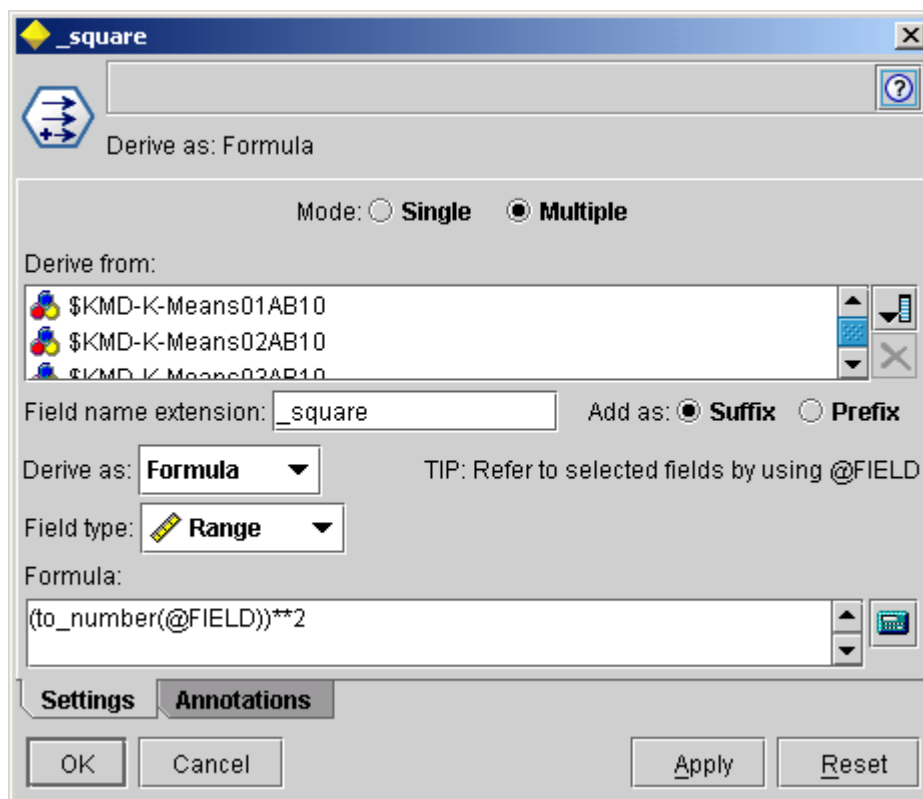 _square
Derive as: Formula
Mode: Single Multiple
Derive from:
$KMD-K-Means01AB10
$KMD-K-Means02AB10
$KMD-K-Means03AB10
Field name extension: _square Add as: Suffix Prefix
Derive as: Formula TIP: Refer to selected fields by using @FIELD
Field type: Range
Formula:
(to_number(@FIELD))**2
Settings Annotations
OK Cancel Apply Reset